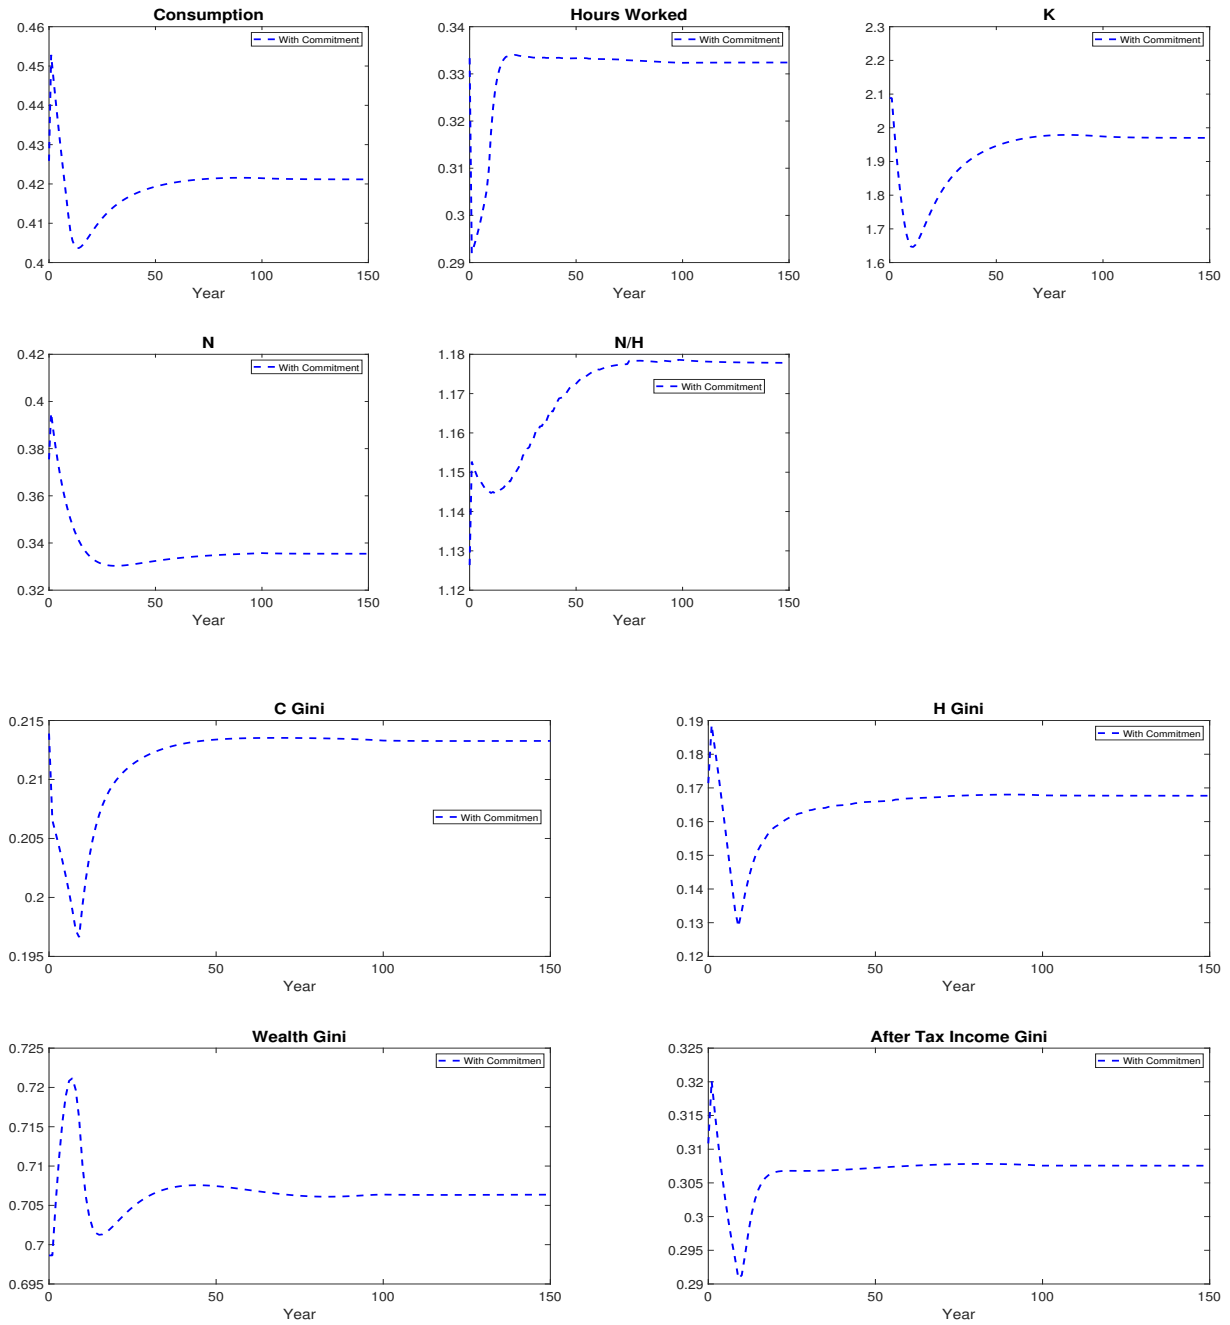 Consumption
0.46
0.45
0.44
0.43
0.42
0.41
0.4
0 50 100 150
Year
With Commitment
Hours Worked
0.34
0.33
0.32
0.31
0.3
0.29
0 50 100 150
Year
With Commitment
K
2.3
2.2
2.1
2
1.9
1.8
1.7
1.6
0 50 100 150
Year
With Commitment
N
0.42
0.4
0.38
0.36
0.34
0.32
0 50 100 150
Year
With Commitment
N/H
1.18
1.17
1.16
1.15
1.14
1.13
1.12
0 50 100 150
Year
With Commitment
C Gini
0.215
0.21
0.205
0.2
0.195
0 50 100 150
Year
With Commitmen
H Gini
0.19
0.18
0.17
0.16
0.15
0.14
0.13
0.12
0 50 100 150
Year
With Commitmen
Wealth Gini
0.725
0.72
0.715
0.71
0.705
0.7
0.695
0 50 100 150
Year
With Commitmen
After Tax Income Gini
0.325
0.32
0.315
0.31
0.305
0.3
0.295
0.29
0 50 100 150
Year
With Commitmen